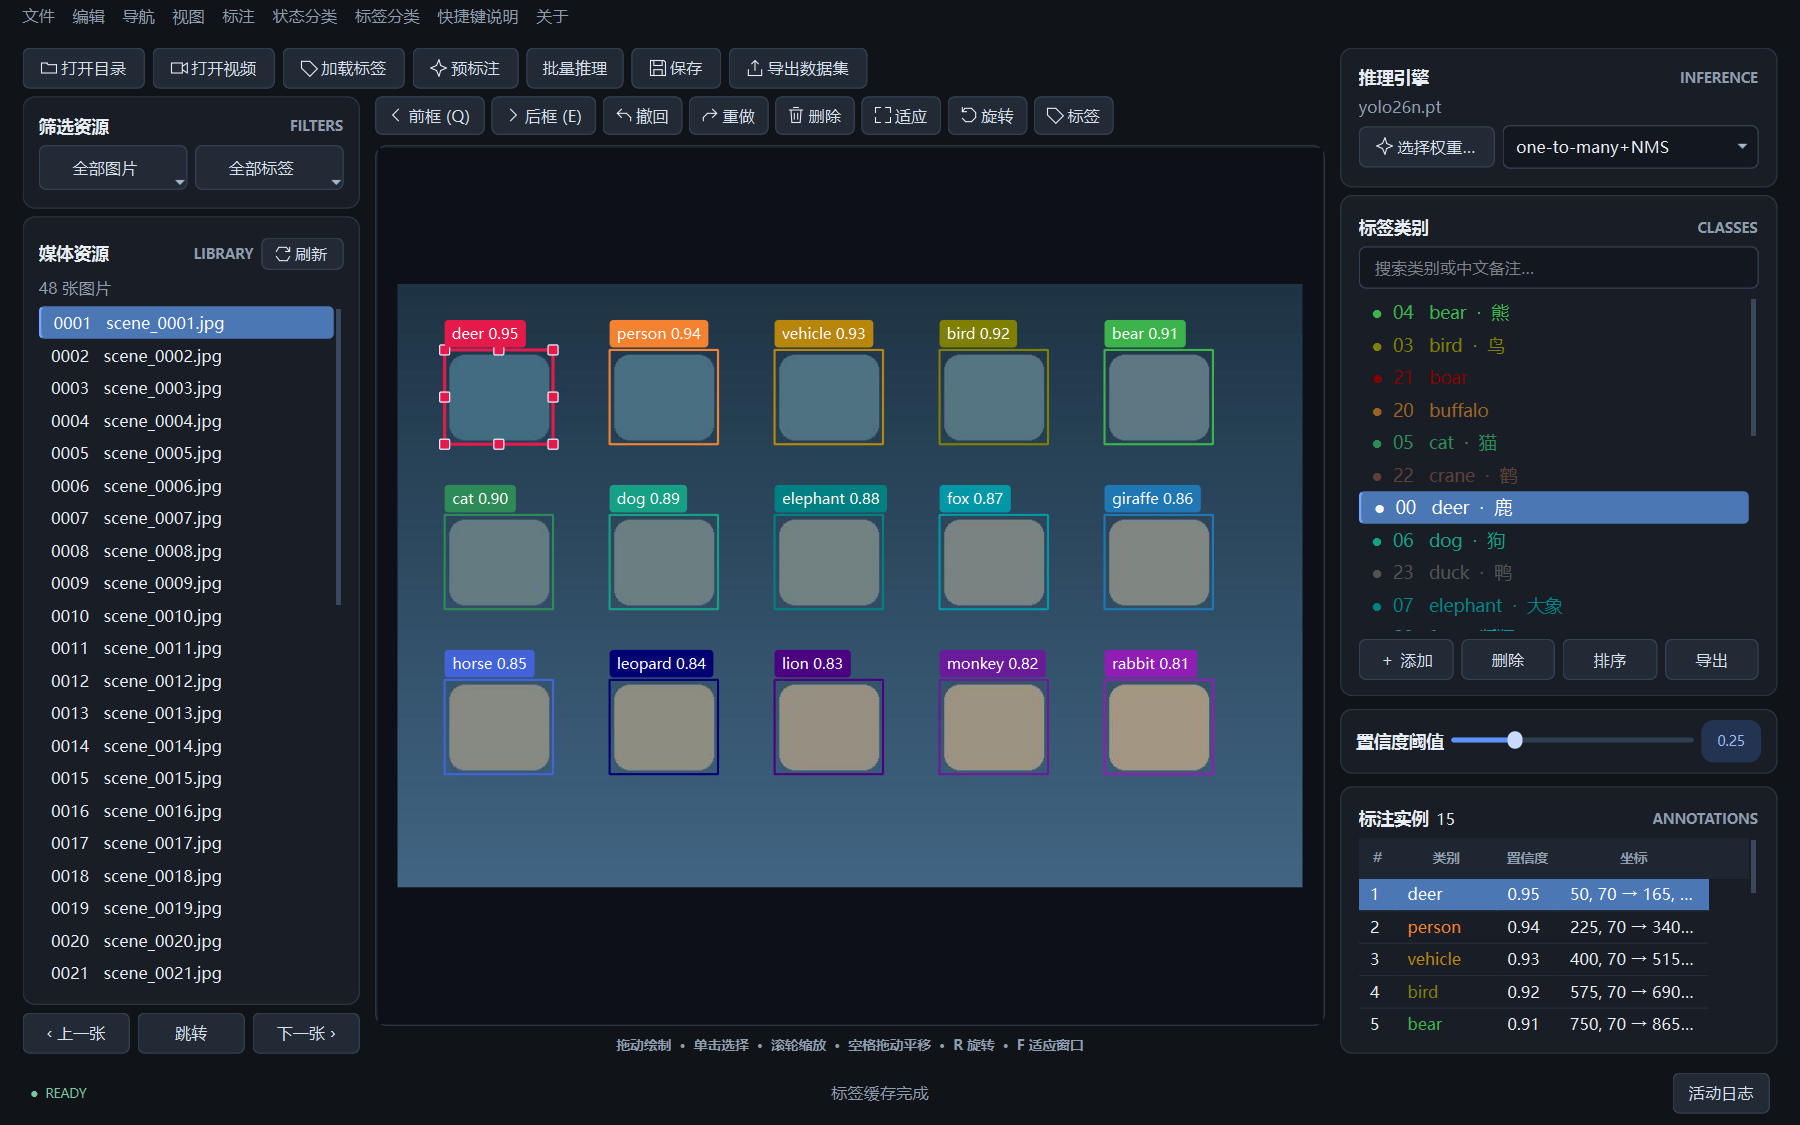 文件 编辑 导航 视图 标注 状态分类 标签分类 快捷键说明 关于
打开目录 打开视频 加载标签 预标注 批量推理 保存 导出数据集
筛选资源 FILTERS
全部图片 全部标签
媒体资源 LIBRARY 刷新
48 张图片
0001 scene_0001.jpg
0002 scene_0002.jpg
0003 scene_0003.jpg
0004 scene_0004.jpg
0005 scene_0005.jpg
0006 scene_0006.jpg
0007 scene_0007.jpg
0008 scene_0008.jpg
0009 scene_0009.jpg
0010 scene_0010.jpg
0011 scene_0011.jpg
0012 scene_0012.jpg
0013 scene_0013.jpg
0014 scene_0014.jpg
0015 scene_0015.jpg
0016 scene_0016.jpg
0017 scene_0017.jpg
0018 scene_0018.jpg
0019 scene_0019.jpg
0020 scene_0020.jpg
0021 scene_0021.jpg
‹ 上一张 跳转 下一张 ›
前框 (Q) 后框 (E) 撤回 重做 删除 适应 旋转 标签
deer 0.95 person 0.94 vehicle 0.93 bird 0.92 bear 0.91
cat 0.90 dog 0.89 elephant 0.88 fox 0.87 giraffe 0.86
horse 0.85 leopard 0.84 lion 0.83 monkey 0.82 rabbit 0.81
拖动绘制 • 单击选择 • 滚轮缩放 • 空格拖动平移 • R 旋转 • F 适应窗口
推理引擎 INFERENCE
yolo26n.pt
选择权重... one-to-many+NMS
标签类别 CLASSES
搜索类别或中文备注...
● 04 bear · 熊
● 03 bird · 鸟
● 21 boar
● 20 buffalo
● 05 cat · 猫
● 22 crane · 鹤
● 00 deer · 鹿
● 06 dog · 狗
● 23 duck · 鸭
● 07 elephant · 大象
+ 添加 删除 排序 导出
置信度阈值 0.25
标注实例 15 ANNOTATIONS
# 类别 置信度 坐标
1 deer 0.95 50, 70 → 165, ...
2 person 0.94 225, 70 → 340...
3 vehicle 0.93 400, 70 → 515...
4 bird 0.92 575, 70 → 690...
5 bear 0.91 750, 70 → 865...
● READY 标签缓存完成 活动日志